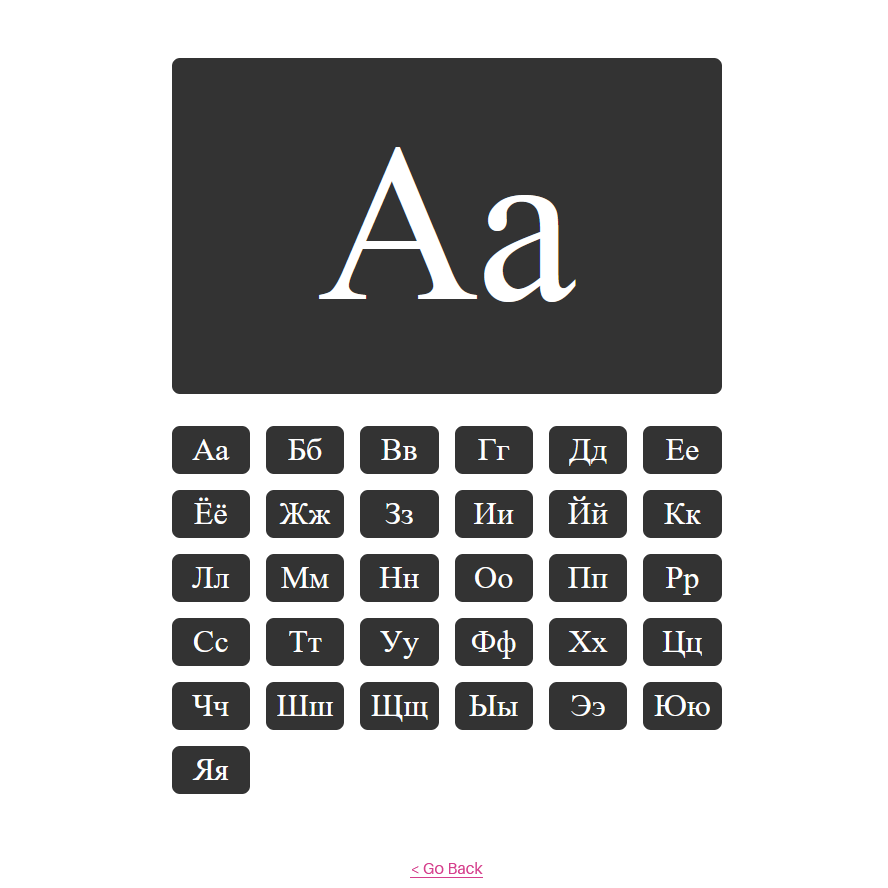 Аа
Аа Бб Вв Гг Дд Ее
Ёё Жж Зз Ии Йй Кк
Лл Мм Нн Оо Пп Рр
Сс Тт Уу Фф Хх Цц
Чч Шш Щщ Ыы Ээ Юю
Яя
< Go Back